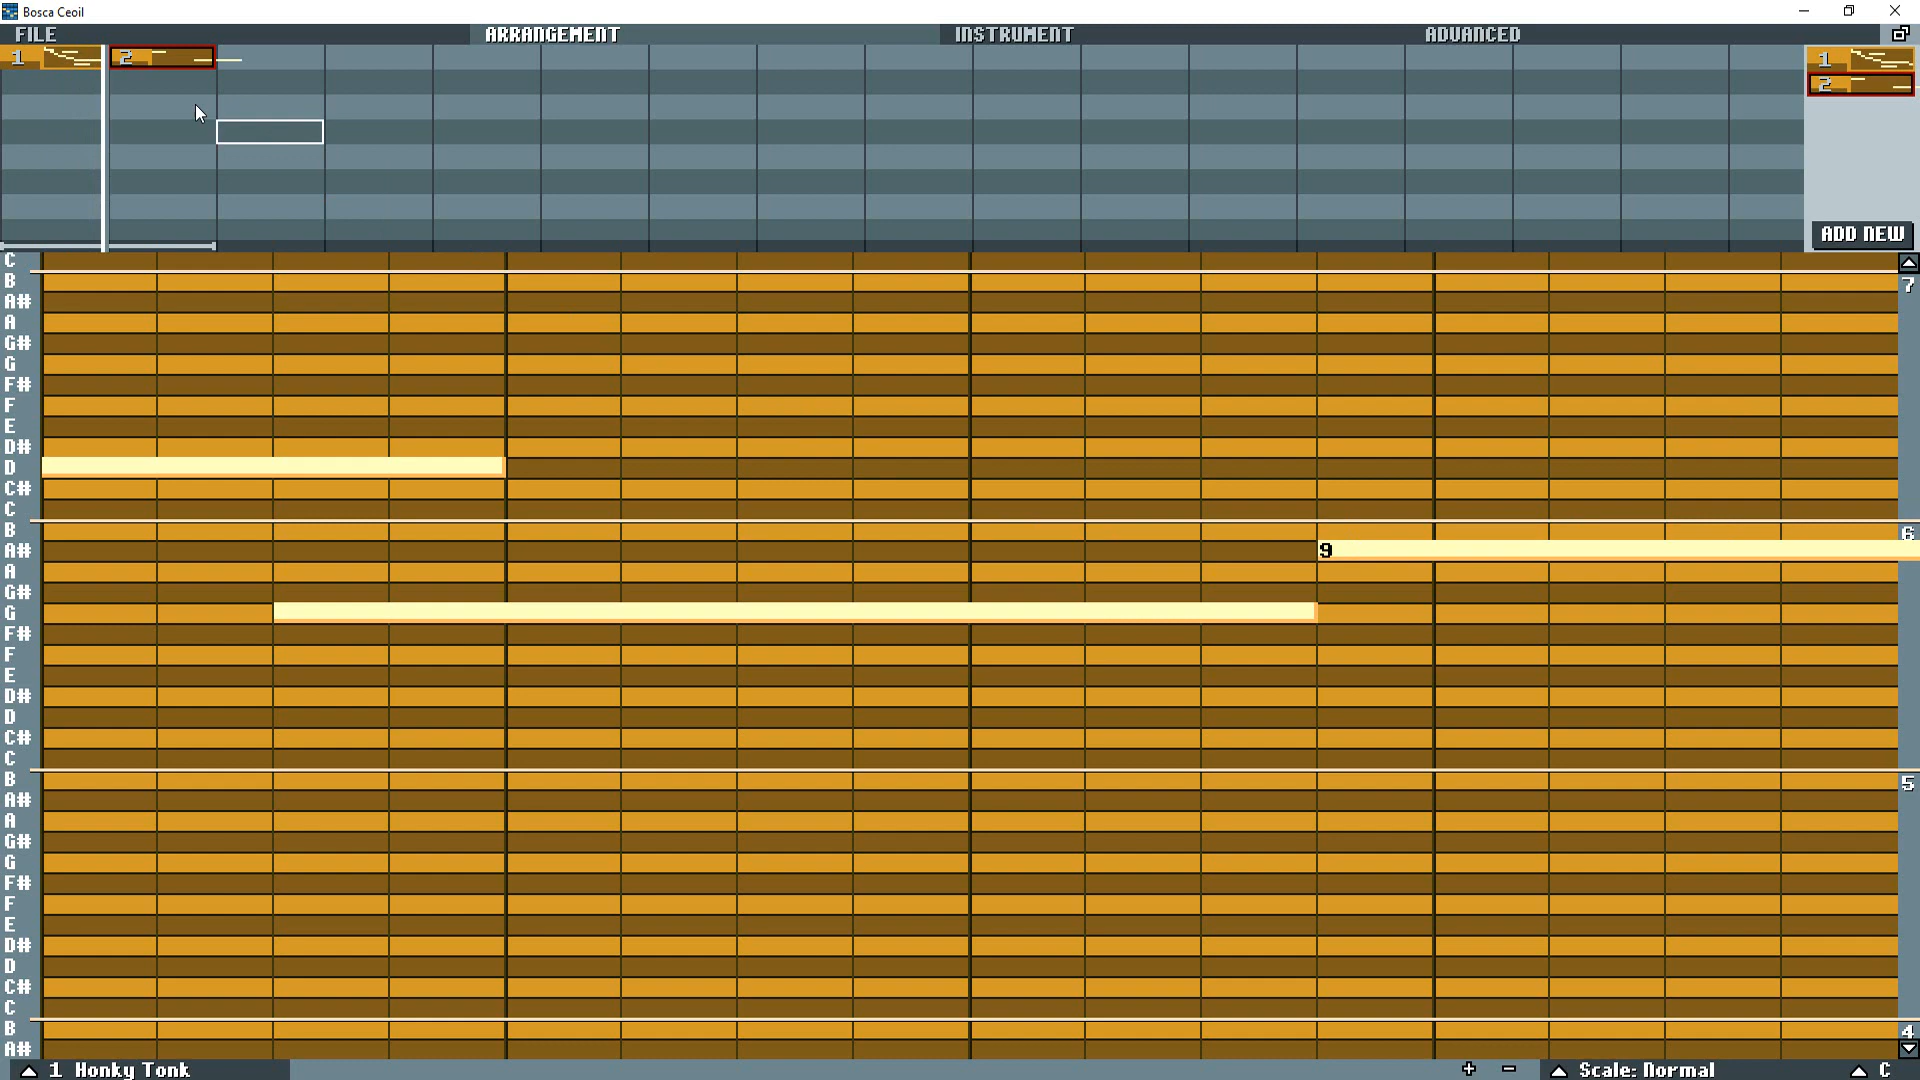 Bosca Ceoil
FILE ARRANGEMENT INSTRUMENT ADVANCED
1 2 1
2
ADD NEW
C
B 7
A#
A
G#
G
F#
F
E
D#
D
C#
C
B 6
A# 9
A
G#
G
F#
F
E
D#
D
C#
C
B 5
A#
A
G#
G
F#
F
E
D#
D
C#
C
B 4
A#
1 Honky Tonk + - Scale: Normal C